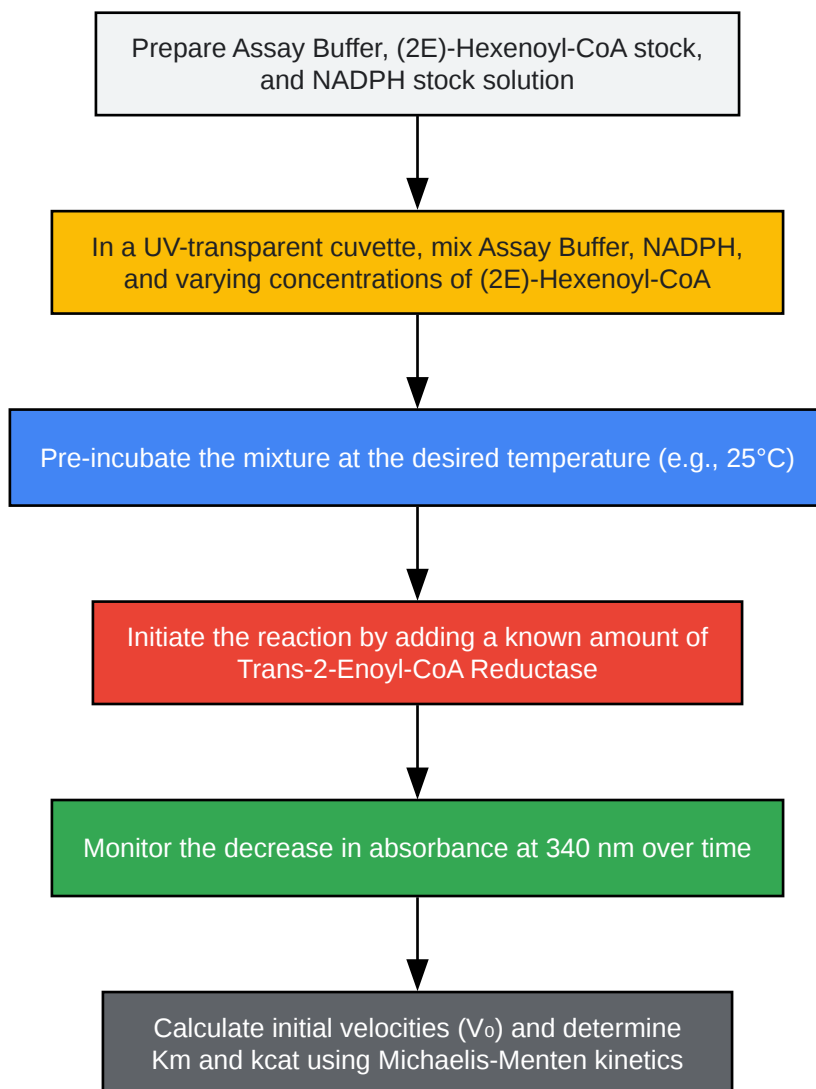 Prepare Assay Buffer, (2E)-Hexenoyl-CoA stock,
and NADPH stock solution
In a UV-transparent cuvette, mix Assay Buffer, NADPH,
and varying concentrations of (2E)-Hexenoyl-CoA
Pre-incubate the mixture at the desired temperature (e.g., 25°C)
Initiate the reaction by adding a known amount of
Trans-2-Enoyl-CoA Reductase
Monitor the decrease in absorbance at 340 nm over time
Calculate initial velocities (V₀) and determine
Km and kcat using Michaelis-Menten kinetics